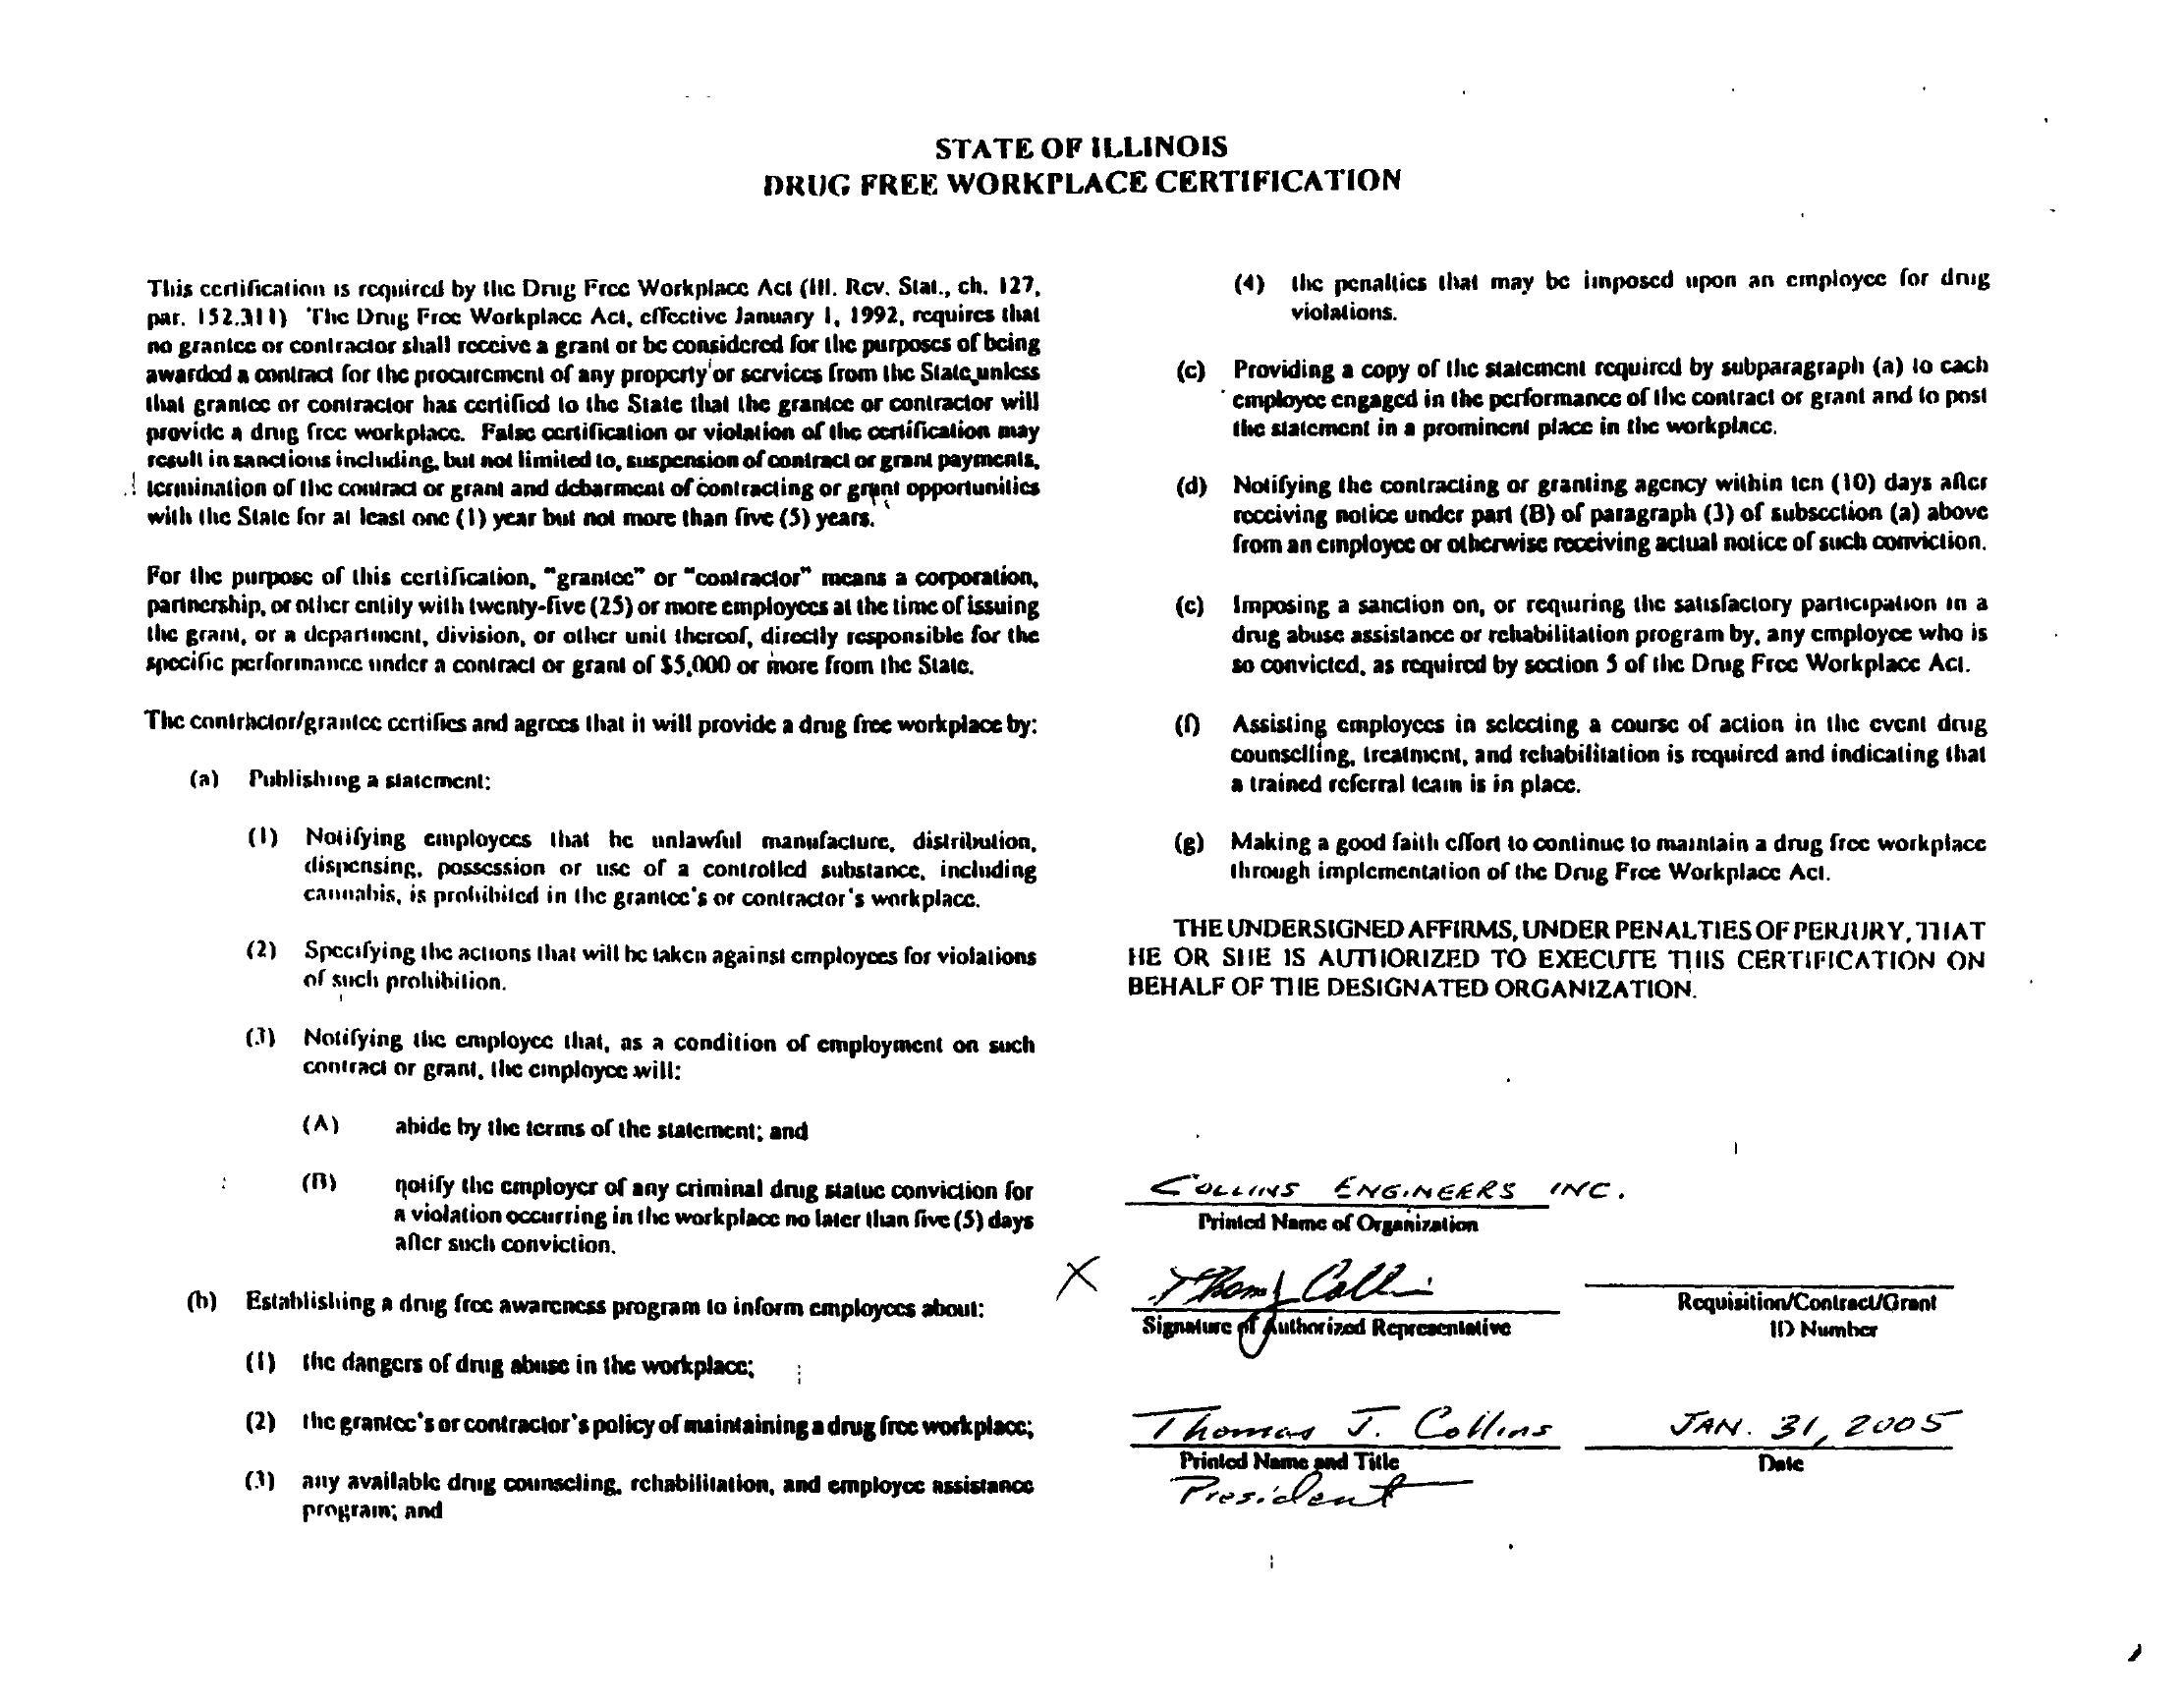 STATE OF ILLINOIS
DRUG FREE WORKPLACE CERTIFICATION
This certification is required by the Drug Free Workplace Act (Ill. Rev. Stat., ch. 127,
par. 152.311) The Drug Free Workplace Act, effective January 1, 1992, requires that
no grantee or contractor shall receive a grant or be considered for the purposes of being
awarded a contract for the procurement of any property or services from the State unless
that grantee or contractor has certified to the State that the grantee or contractor will
provide a drug free workplace. False certification or violation of the certification may
result in sanctions including, but not limited to, suspension of contract or grant payments,
termination of the contract or grant and debarment of contracting or grant opportunities
with the State for at least one (1) year but not more than five (5) years.
For the purpose of this certification, "grantee" or "contractor" means a corporation,
partnership, or other entity with twenty-five (25) or more employees at the time of issuing
the grant, or a department, division, or other unit thereof, directly responsible for the
specific performance under a contract or grant of $5,000 or more from the State.
The contractor/grantee certifies and agrees that it will provide a drug free workplace by:
(a) Publishing a statement:
(1) Notifying employees that he unlawful manufacture, distribution,
dispensing, possession or use of a controlled substance, including
cannabis, is prohibited in the grantee's or contractor's workplace.
(2) Specifying the actions that will be taken against employees for violations
of such prohibition.
(3) Notifying the employee that, as a condition of employment on such
contract or grant, the employee will:
(A) abide by the terms of the statement; and
(B) notify the employer of any criminal drug statue conviction for
a violation occurring in the workplace no later than five (5) days
after such conviction.
(b) Establishing a drug free awareness program to inform employees about:
(1) the dangers of drug abuse in the workplace;
(2) the grantee's or contractor's policy of maintaining a drug free workplace;
(3) any available drug counseling, rehabilitation, and employee assistance
program; and
(4) the penalties that may be imposed upon an employee for drug
violations.
(c) Providing a copy of the statement required by subparagraph (a) to each
employee engaged in the performance of the contract or grant and to post
the statement in a prominent place in the workplace.
(d) Notifying the contracting or granting agency within ten (10) days after
receiving notice under part (B) of paragraph (3) of subsection (a) above
from an employee or otherwise receiving actual notice of such conviction.
(e) Imposing a sanction on, or requiring the satisfactory participation in a
drug abuse assistance or rehabilitation program by, any employee who is
so convicted, as required by section 5 of the Drug Free Workplace Act.
(f) Assisting employees in selecting a course of action in the event drug
counselling, treatment, and rehabilitation is required and indicating that
a trained referral team is in place.
(g) Making a good faith effort to continue to maintain a drug free workplace
through implementation of the Drug Free Workplace Act.
THE UNDERSIGNED AFFIRMS, UNDER PENALTIES OF PERJURY, THAT
HE OR SHE IS AUTHORIZED TO EXECUTE THIS CERTIFICATION ON
BEHALF OF THE DESIGNATED ORGANIZATION.
COLLINS ENGINEERS INC.
Printed Name of Organization
X Thomas J Collins
Signature of Authorized Representative
Requisition/Contract/Grant
ID Number
Thomas J. Collins
Printed Name and Title
President
JAN. 31, 2005
Date